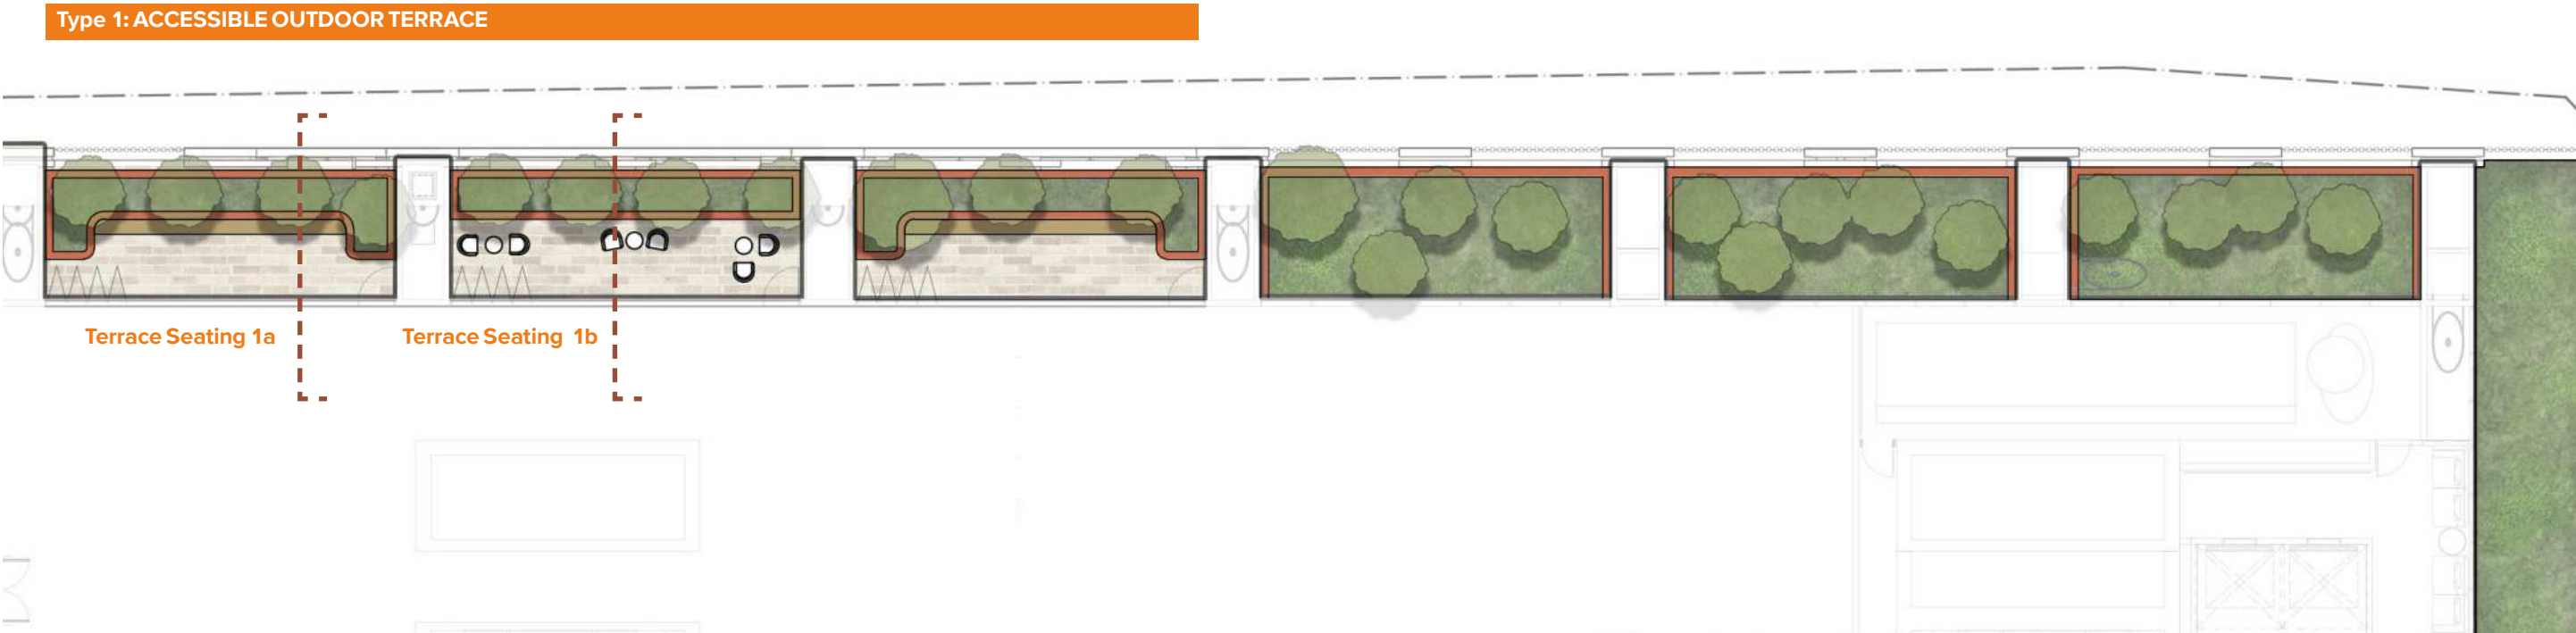 Type 1: ACCESSIBLE OUTDOOR TERRACE
Terrace Seating 1a
Terrace Seating 1b